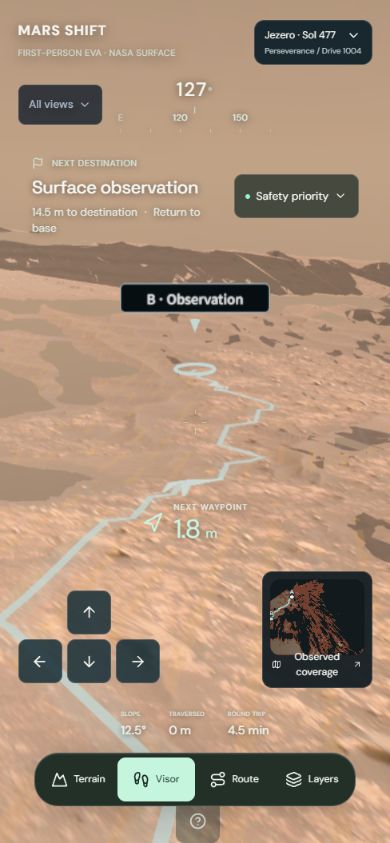 MARS SHIFT
FIRST-PERSON EVA · NASA SURFACE
Jezero · Sol 477
Perseverance / Drive 1004
All views
127°
E 120 150
NEXT DESTINATION
Surface observation
14.5 m to destination · Return to
base
Safety priority
B · Observation
NEXT WAYPOINT
1.8 m
Observed
coverage
SLOPE TRAVERSED ROUND TRIP
12.5° 0 m 4.5 min
Terrain Visor Route Layers